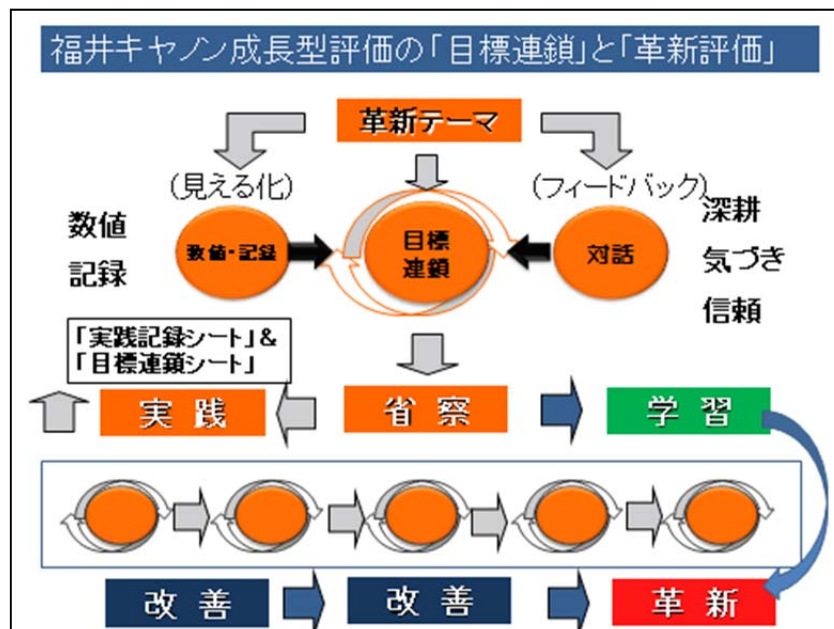 福井キヤノン成長型評価の「目標連鎖」と「革新評価」
革新テーマ
(見える化)
(フィードバック)
数値
記録
数値・記録
目標
連鎖
対話
深耕
気づき
信頼
「実践記録シート」&
「目標連鎖シート」
実践
省察
学習
改善
改善
革新